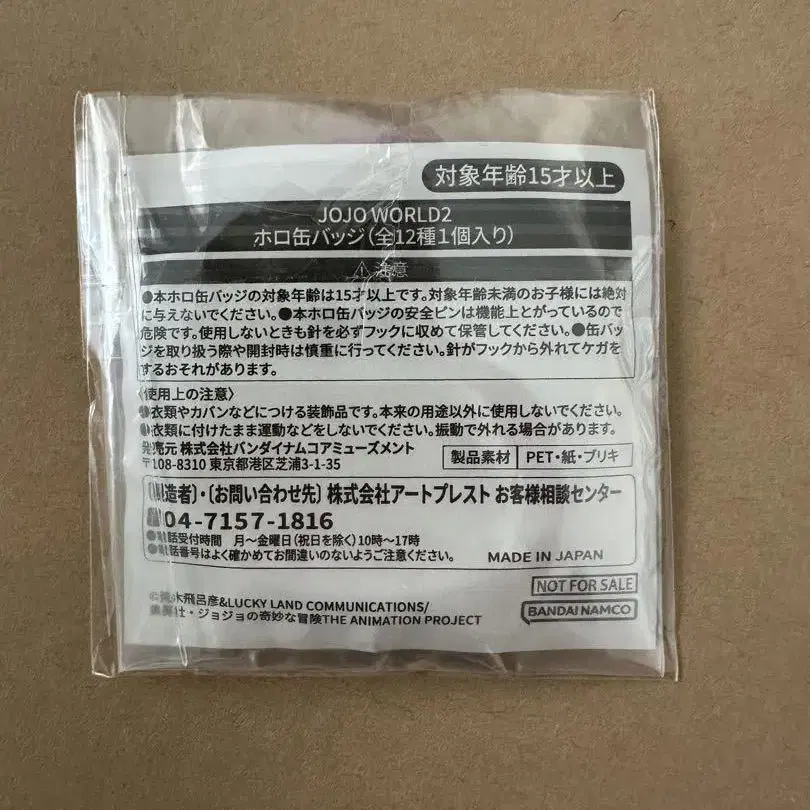 対象年齢15才以上
JOJO WORLD2
ホロ缶バッジ(全12種1個入り)
⚠注意
●本ホロ缶バッジの対象年齢は15才以上です。対象年齢未満のお子様には絶対
に与えないでください。●本ホロ缶バッジの安全ピンは機能上とがっているので
危険です。使用しないときも針を必ずフックに収めて保管してください。●缶バッ
ジを取り扱う際や開封時は慎重に行ってください。針がフックから外れてケガを
するおそれがあります。
〈使用上の注意〉
●衣類やカバンなどにつける装飾品です。本来の用途以外に使用しないでください。
●衣類に付けたまま運動などをしないでください。振動で外れる場合があります。
発売元 株式会社バンダイナムコアミューズメント
〒108-8310 東京都港区芝浦3-1-35
製品素材 PET・紙・ブリキ
〔製造者〕・〔お問い合わせ先〕株式会社アートプレスト お客様相談センター
☎04-7157-1816
●電話受付時間 月〜金曜日(祝日を除く)10時〜17時
●電話番号はよく確かめてお間違いのないようご注意ください。
MADE IN JAPAN
NOT FOR SALE
©荒木飛呂彦&LUCKY LAND COMMUNICATIONS/
集英社・ジョジョの奇妙な冒険THE ANIMATION PROJECT
BANDAI NAMCO